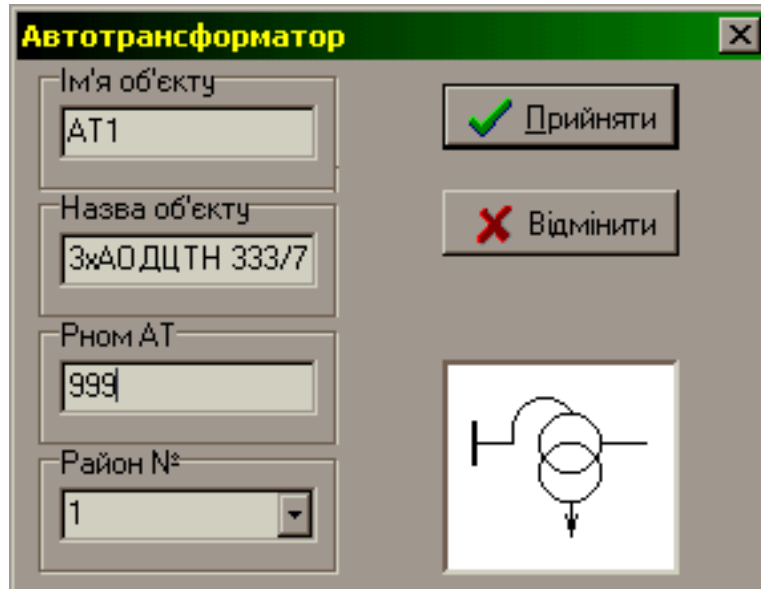 Автотрансформатор
Ім'я об'єкту
АТ1
Прийняти
Назва об'єкту
3хАОДЦТН 333/7
Відмінити
Рном АТ
999
Район №
1